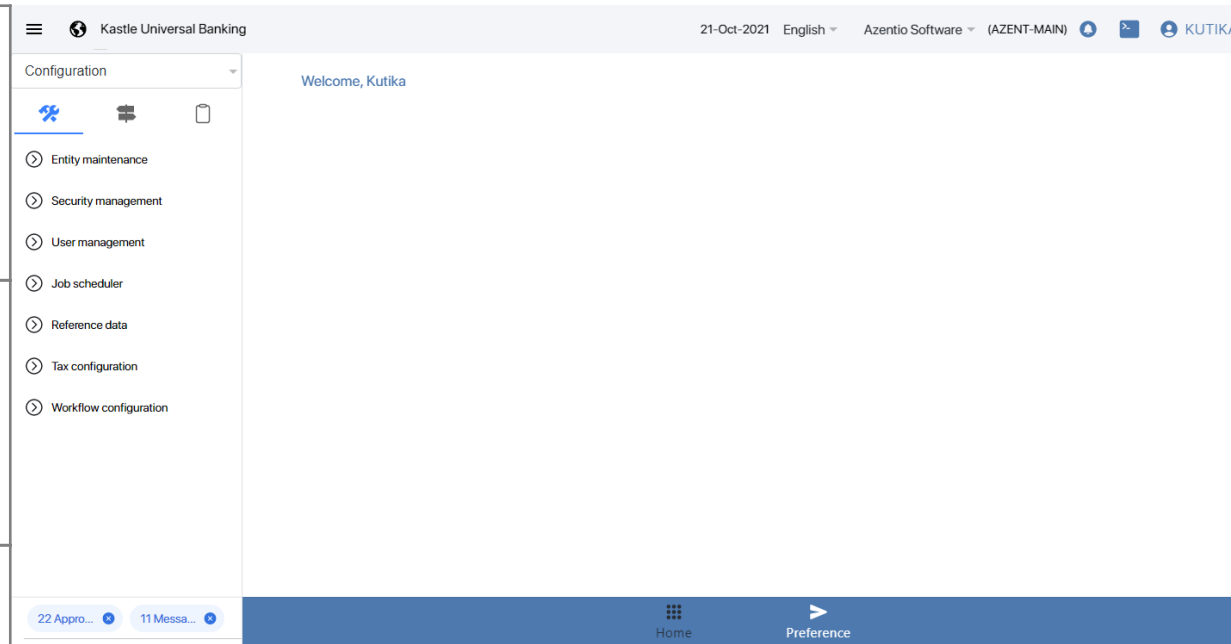 Kastle Universal Banking
21-Oct-2021 English Azentio Software (AZENT-MAIN) KUTIKA
Configuration
Welcome, Kutika
Entity maintenance
Security management
User management
Job scheduler
Reference data
Tax configuration
Workflow configuration
22 Appro... 11 Messa...
Home Preference